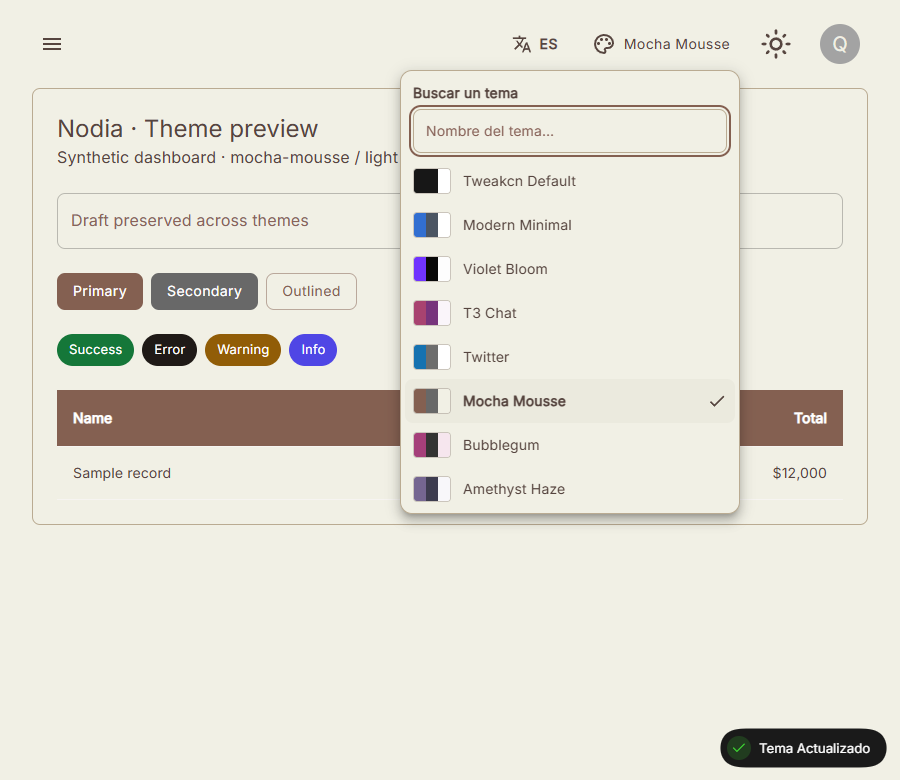 ES
Mocha Mousse
Q
Buscar un tema
Nombre del tema...
Tweakcn Default
Modern Minimal
Violet Bloom
T3 Chat
Twitter
Mocha Mousse
Bubblegum
Amethyst Haze
Nodia · Theme preview
Synthetic dashboard · mocha-mousse / light
Draft preserved across themes
Primary Secondary Outlined
Success Error Warning Info
Name Total
Sample record $12,000
Tema Actualizado